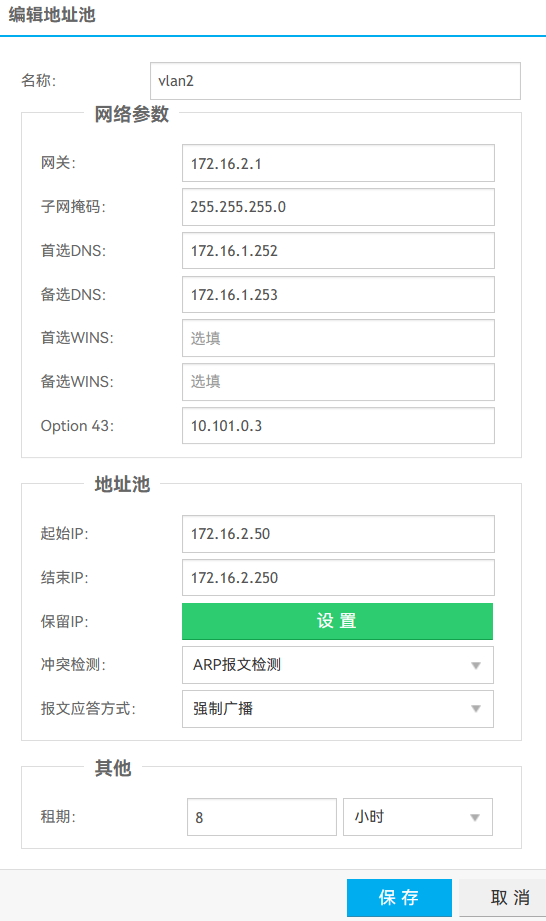 编辑地址池
名称: vlan2
网络参数
网关: 172.16.2.1
子网掩码: 255.255.255.0
首选DNS: 172.16.1.252
备选DNS: 172.16.1.253
首选WINS: 选填
备选WINS: 选填
Option 43: 10.101.0.3
地址池
起始IP: 172.16.2.50
结束IP: 172.16.2.250
保留IP: 设 置
冲突检测: ARP报文检测
报文应答方式: 强制广播
其他
租期: 8 小时
保 存 取 消